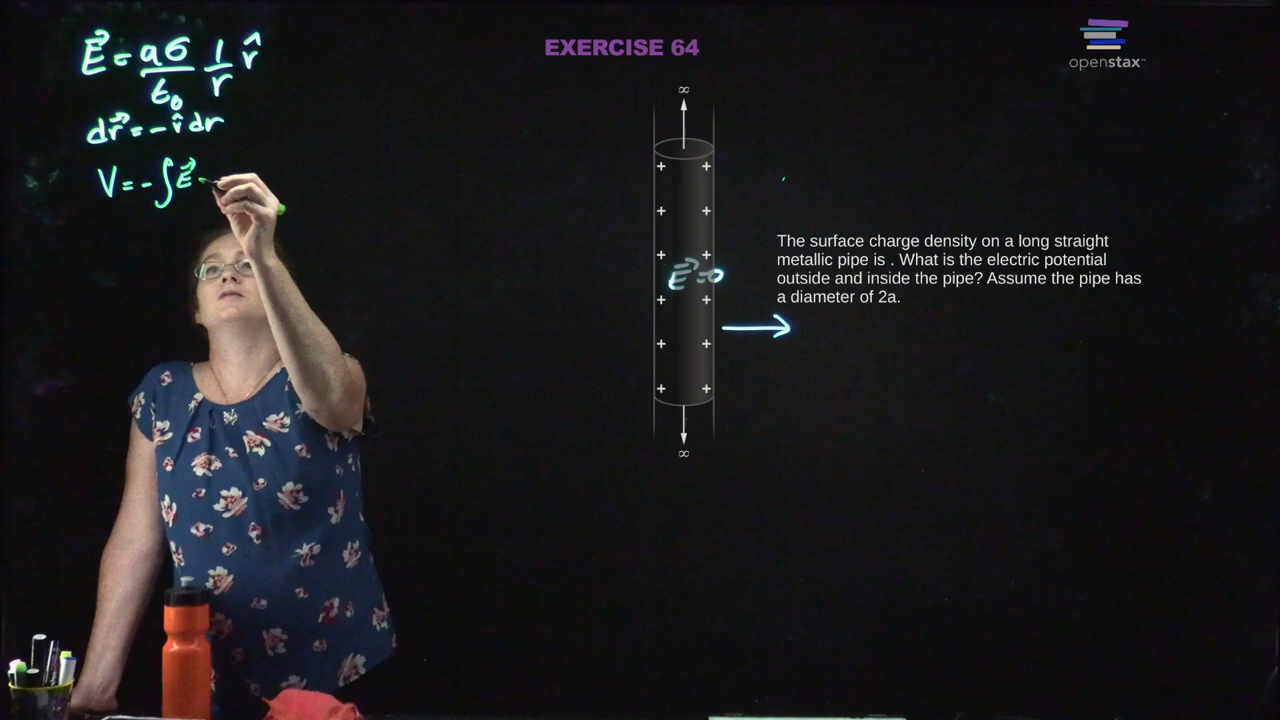 E⃗ = aσ/ε₀ 1/r r̂
dr⃗ = - r̂ dr
V = - ∫ E⃗ ·
EXERCISE 64
openstax™
∞
+ +
+ +
+ +
E⃗ = 0
+ +
+ +
+ +
∞
The surface charge density on a long straight
metallic pipe is . What is the electric potential
outside and inside the pipe? Assume the pipe has
a diameter of 2a.